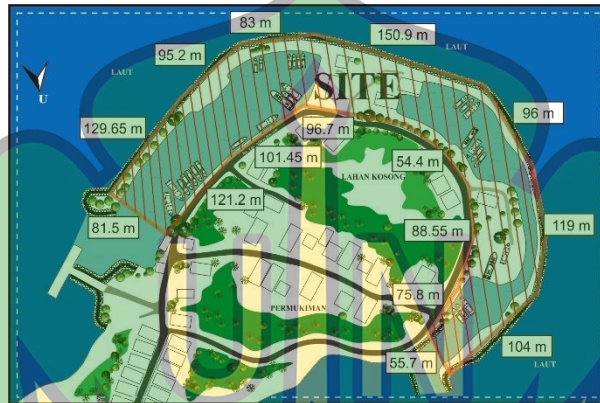 83 m
150.9 m
LAUT
95.2 m
LAUT
U
SITE
96 m
129.65 m
96.7 m
101.45 m
54.4 m
LAHAN KOSONG
121.2 m
81.5 m
88.55 m
119 m
75.8 m
PERMUKIMAN
55.7 m
104 m
LAUT